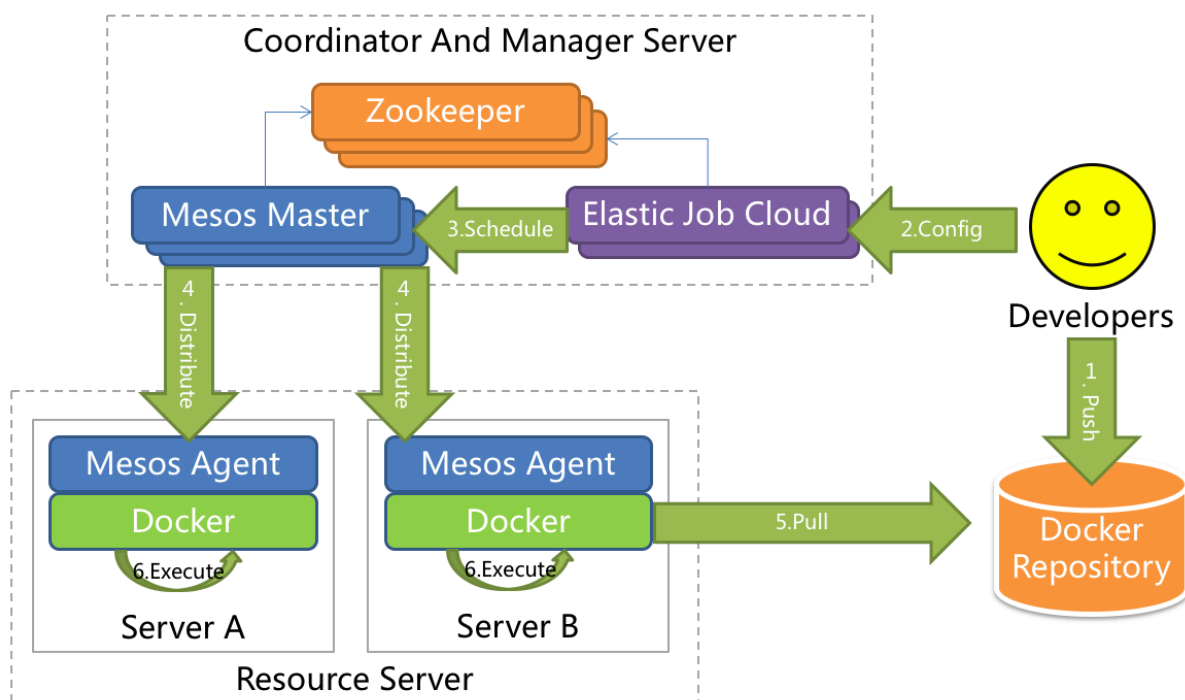 Coordinator And Manager Server
Zookeeper
Mesos Master
3.Schedule
Elastic Job Cloud
2.Config
Developers
4. Distribute
4. Distribute
1. Push
Mesos Agent
Mesos Agent
Docker
Docker
5.Pull
Docker
Repository
6.Execute
6.Execute
Server A
Server B
Resource Server